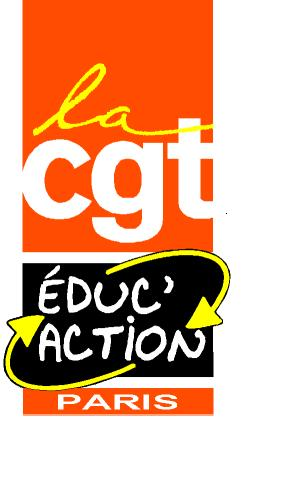 la
cgt
ÉDUC'
ACTION
PARIS